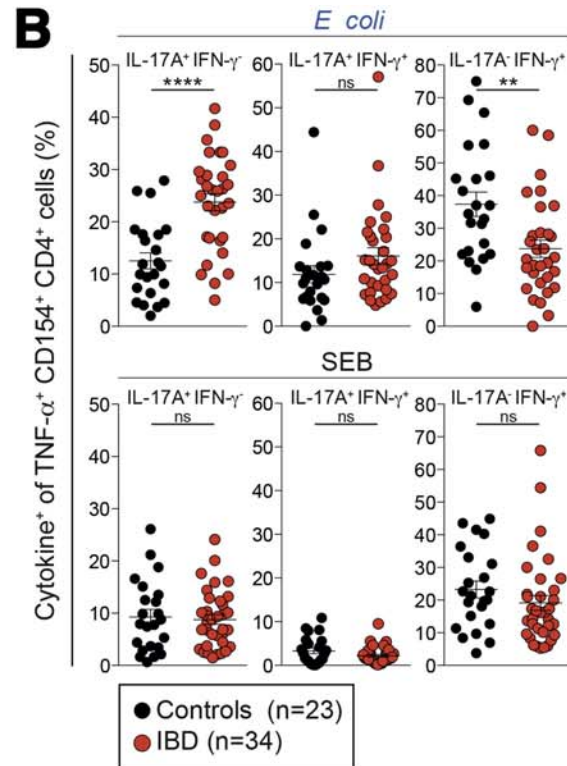 B
E coli
Cytokine⁺ of TNF-α⁺ CD154⁺ CD4⁺ cells (%)
IL-17A⁺ IFN-γ⁻
****
50
40
30
20
10
0
IL-17A⁺ IFN-γ⁺
ns
60
50
40
30
20
10
0
IL-17A⁻ IFN-γ⁺
**
80
70
60
50
40
30
20
10
0
SEB
IL-17A⁺ IFN-γ⁻
ns
50
40
30
20
10
0
IL-17A⁺ IFN-γ⁺
ns
60
50
40
30
20
10
0
IL-17A⁻ IFN-γ⁺
ns
80
70
60
50
40
30
20
10
0
Controls (n=23)
IBD (n=34)